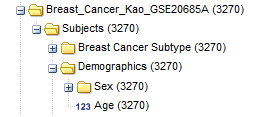 Breast_Cancer_Kao_GSE20685A (3270)
Subjects (3270)
Breast Cancer Subtype (3270)
Demographics (3270)
Sex (3270)
123 Age (3270)